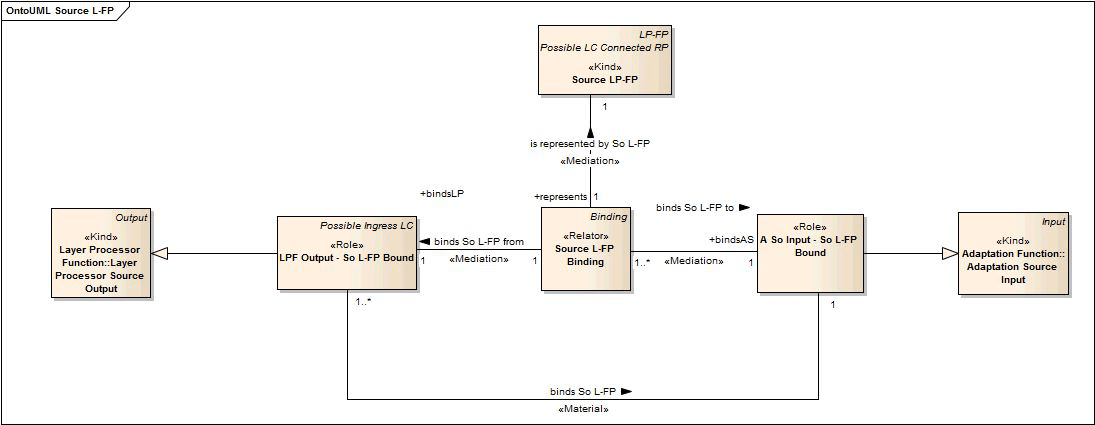 OntoUML Source L-FP
LP-FP
Possible LC Connected RP
«Kind»
Source LP-FP
1
is represented by So L-FP
«Mediation»
+bindsLP
+represents 1
binds So L-FP to
Output
«Kind»
Layer Processor
Function::Layer
Processor Source
Output
Possible Ingress LC
«Role»
LPF Output - So L-FP Bound
binds So L-FP from
1
«Mediation»
1
Binding
«Relator»
Source L-FP
Binding
+bindsAS
1..*
«Mediation»
1
«Role»
A So Input - So L-FP
Bound
Input
«Kind»
Adaptation Function::
Adaptation Source
Input
1..*
1
binds So L-FP
«Material»